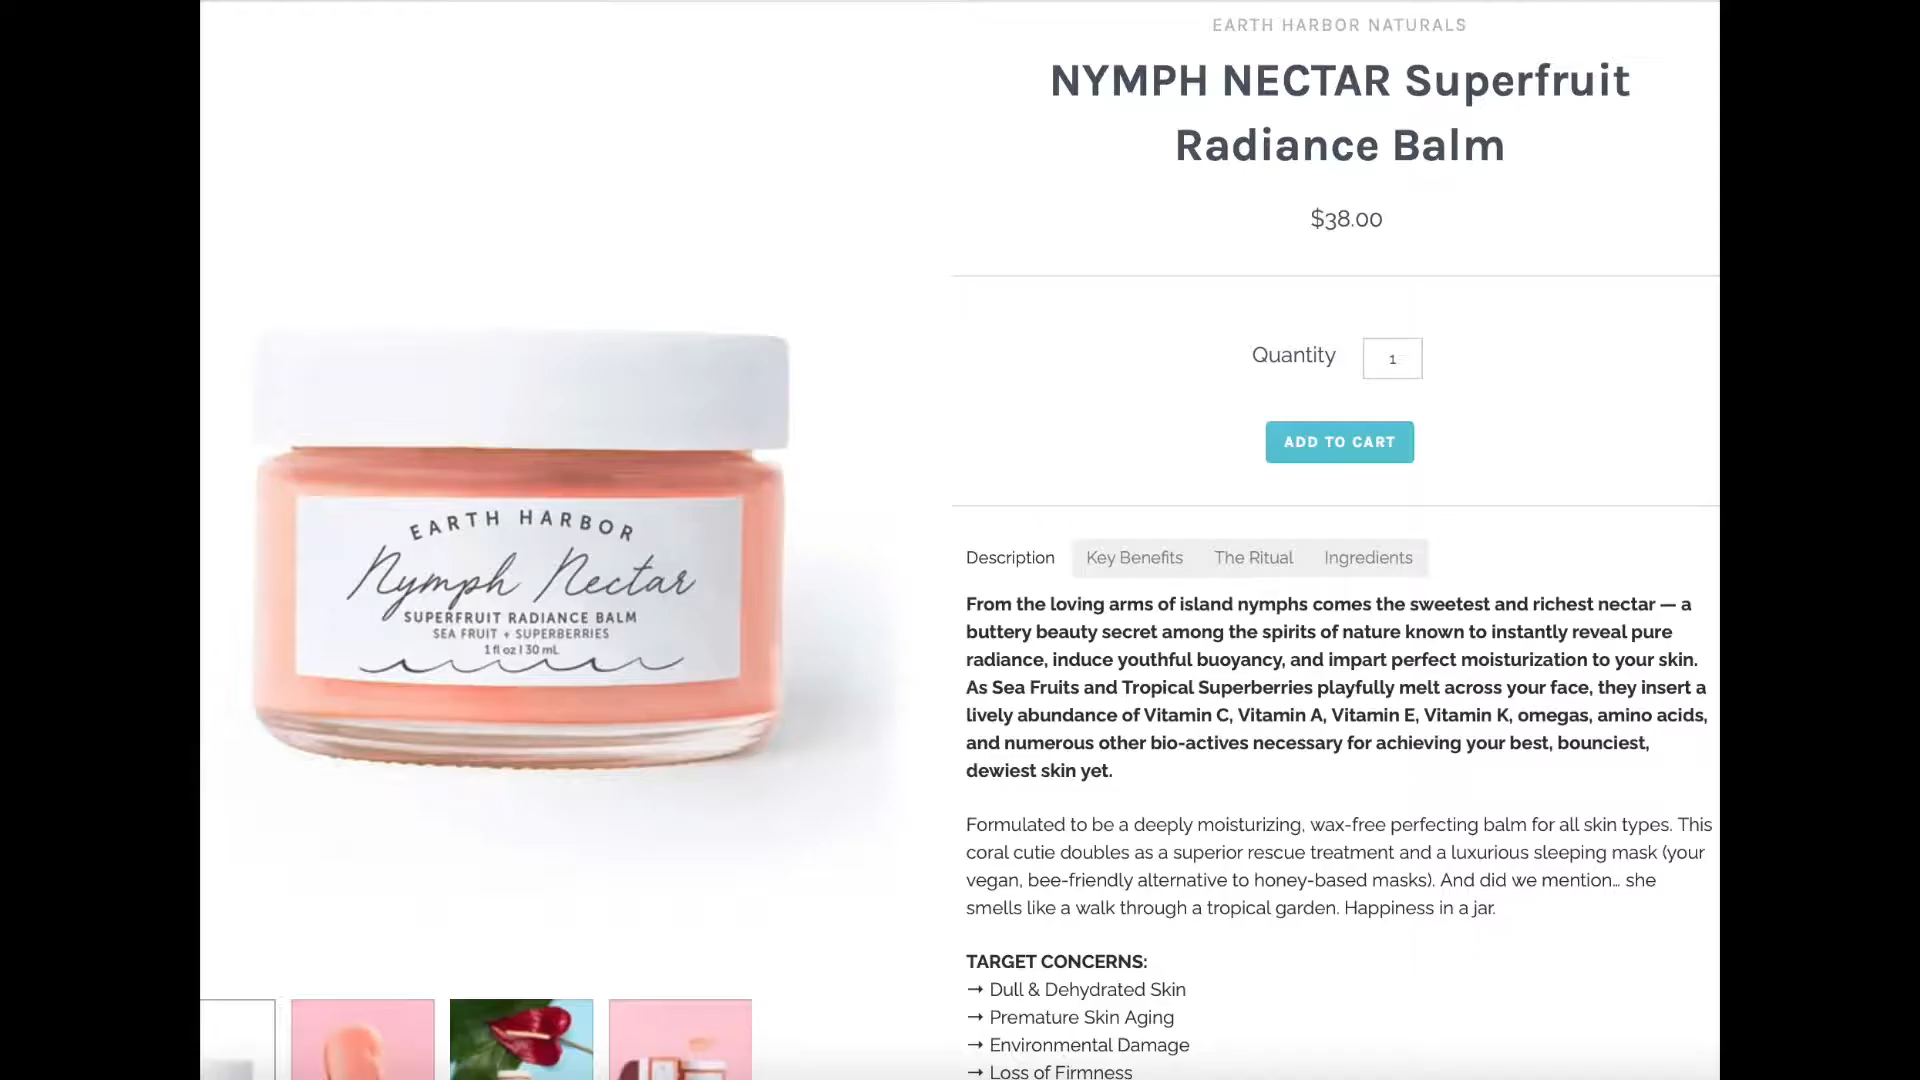 EARTH HARBOR NATURALS
NYMPH NECTAR Superfruit
Radiance Balm
$38.00
Quantity 1
ADD TO CART
EARTH HARBOR
Nymph Nectar
SUPERFRUIT RADIANCE BALM
SEA FRUIT + SUPERBERRIES
1 fl oz | 30 mL
Description Key Benefits The Ritual Ingredients
From the loving arms of island nymphs comes the sweetest and richest nectar — a
buttery beauty secret among the spirits of nature known to instantly reveal pure
radiance, induce youthful buoyancy, and impart perfect moisturization to your skin.
As Sea Fruits and Tropical Superberries playfully melt across your face, they insert a
lively abundance of Vitamin C, Vitamin A, Vitamin E, Vitamin K, omegas, amino acids,
and numerous other bio-actives necessary for achieving your best, bounciest,
dewiest skin yet.
Formulated to be a deeply moisturizing, wax-free perfecting balm for all skin types. This
coral cutie doubles as a superior rescue treatment and a luxurious sleeping mask (your
vegan, bee-friendly alternative to honey-based masks). And did we mention... she
smells like a walk through a tropical garden. Happiness in a jar.
TARGET CONCERNS:
→ Dull & Dehydrated Skin
→ Premature Skin Aging
→ Environmental Damage
→ Loss of Firmness